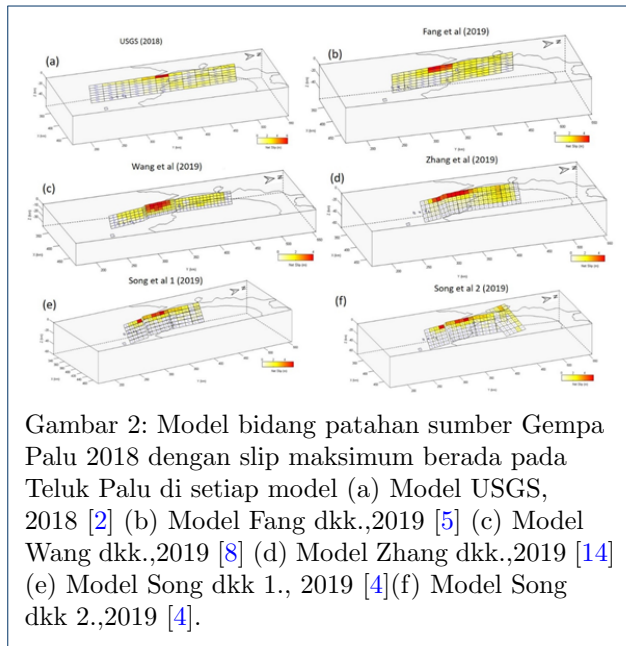 USGS (2018)
Fang et al (2019)
(a)
(b)
Wang et al (2019)
Zhang et al (2019)
(c)
(d)
Song et al 1 (2019)
Song et al 2 (2019)
(e)
(f)
Gambar 2: Model bidang patahan sumber Gempa
Palu 2018 dengan slip maksimum berada pada
Teluk Palu di setiap model (a) Model USGS,
2018 [2] (b) Model Fang dkk.,2019 [5] (c) Model
Wang dkk.,2019 [8] (d) Model Zhang dkk.,2019 [14]
(e) Model Song dkk 1., 2019 [4](f) Model Song
dkk 2.,2019 [4].